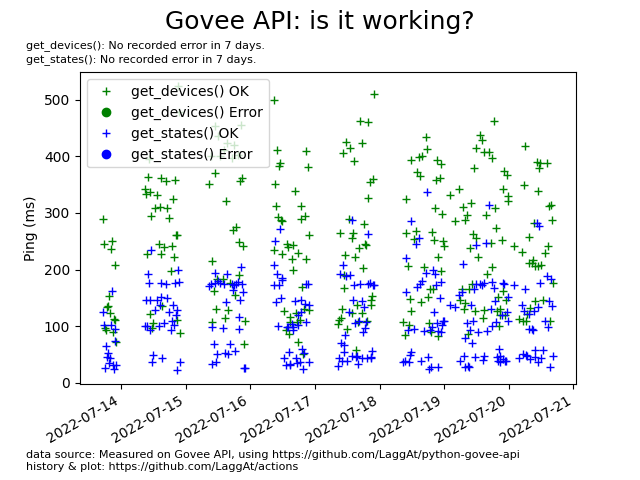 Govee API: is it working?
get_devices(): No recorded error in 7 days.
get_states(): No recorded error in 7 days.
get_devices() OK
get_devices() Error
get_states() OK
get_states() Error
Ping (ms)
500
400
300
200
100
0
2022-07-14
2022-07-15
2022-07-16
2022-07-17
2022-07-18
2022-07-19
2022-07-20
2022-07-21
data source: Measured on Govee API, using https://github.com/LaggAt/python-govee-api
history & plot: https://github.com/LaggAt/actions